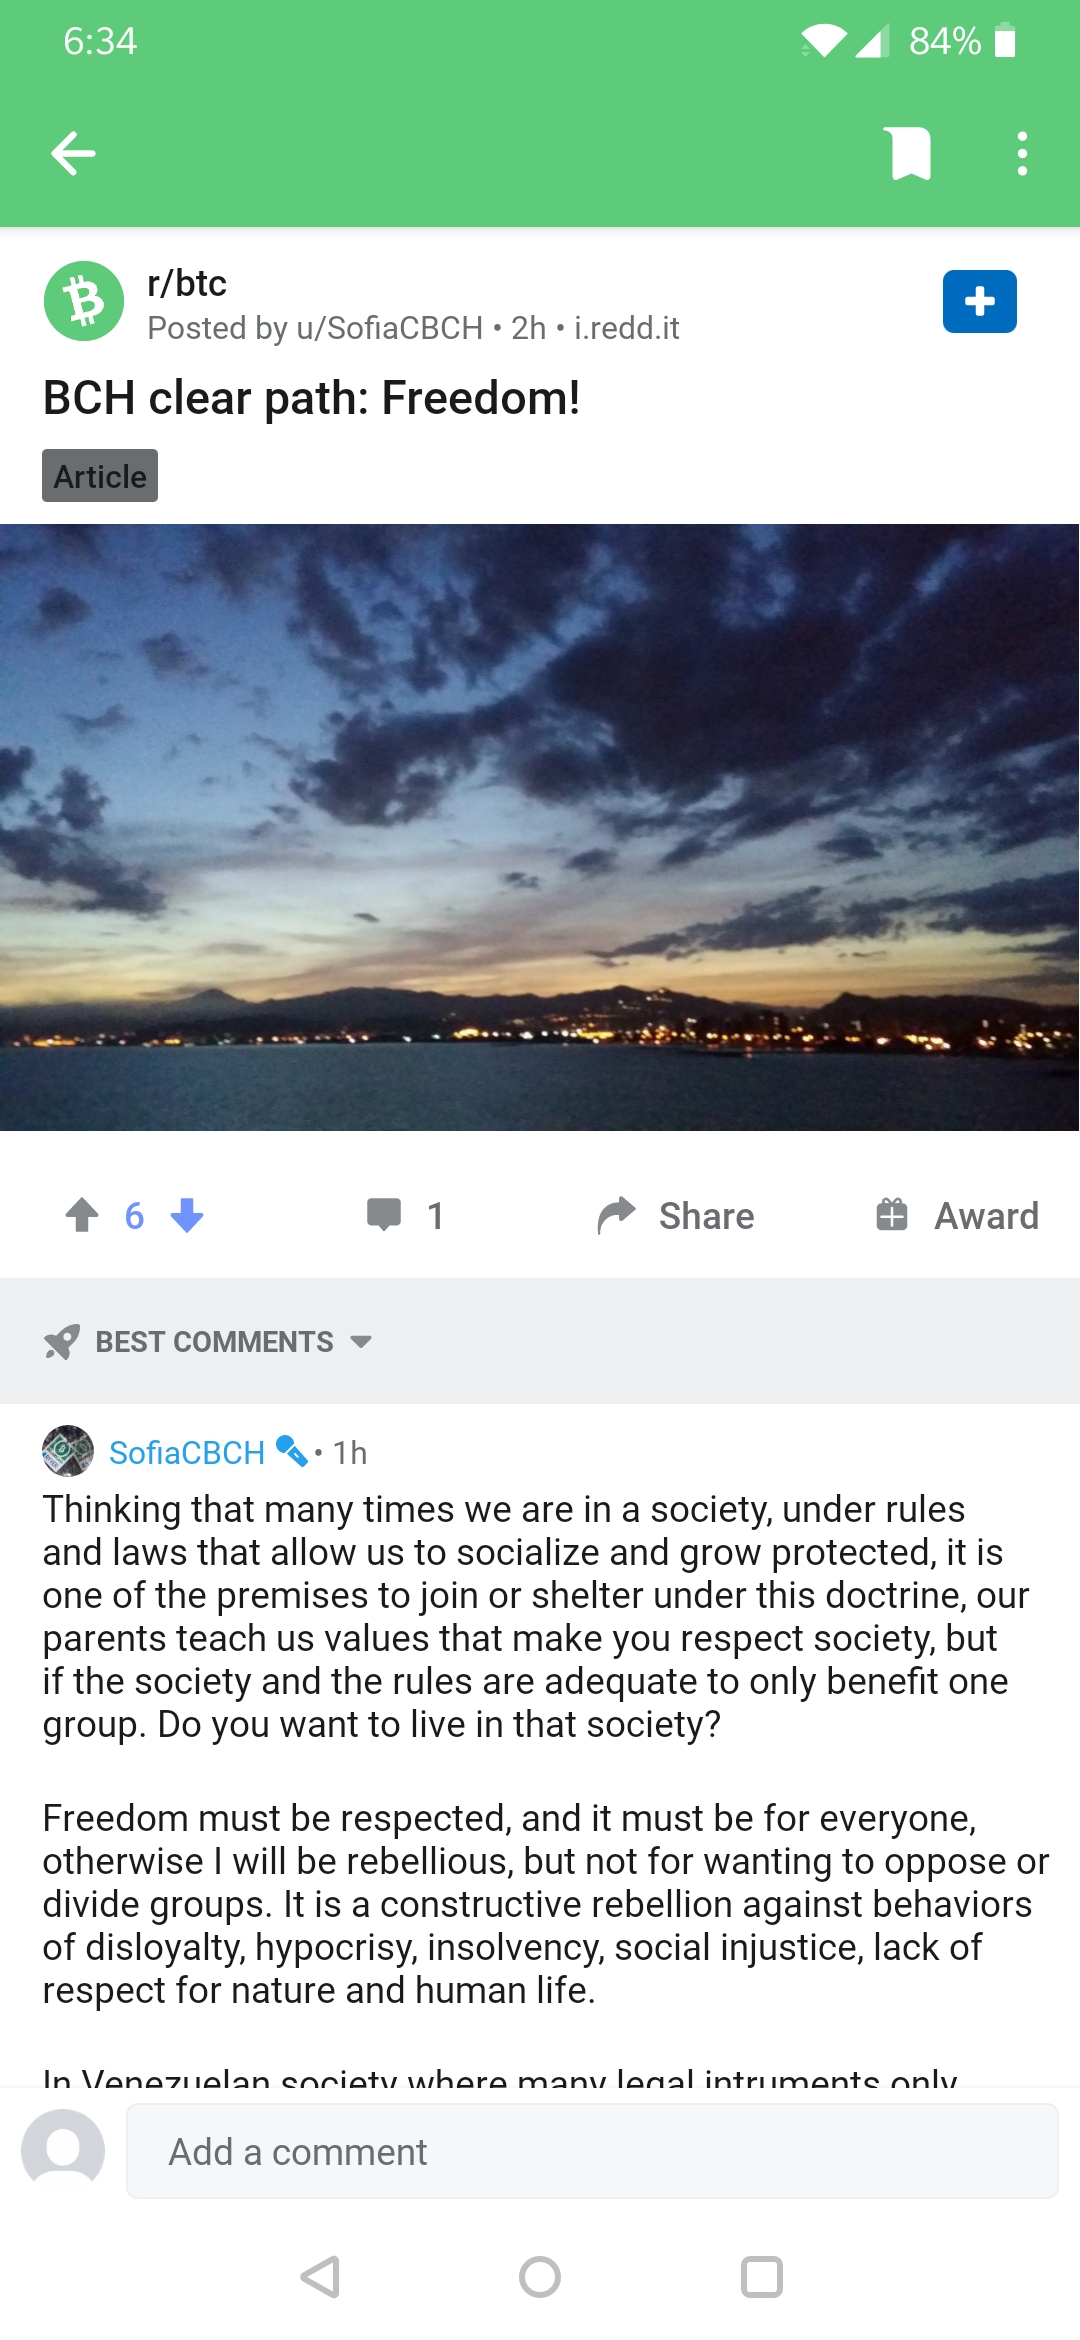 6:34
84%
r/btc
Posted by u/SofiaCBCH • 2h • i.redd.it
BCH clear path: Freedom!
Article
6
1
Share
Award
BEST COMMENTS
SofiaCBCH • 1h
Thinking that many times we are in a society, under rules
and laws that allow us to socialize and grow protected, it is
one of the premises to join or shelter under this doctrine, our
parents teach us values that make you respect society, but
if the society and the rules are adequate to only benefit one
group. Do you want to live in that society?
Freedom must be respected, and it must be for everyone,
otherwise I will be rebellious, but not for wanting to oppose or
divide groups. It is a constructive rebellion against behaviors
of disloyalty, hypocrisy, insolvency, social injustice, lack of
respect for nature and human life.
In Venezuelan society where many legal intruments only
Add a comment